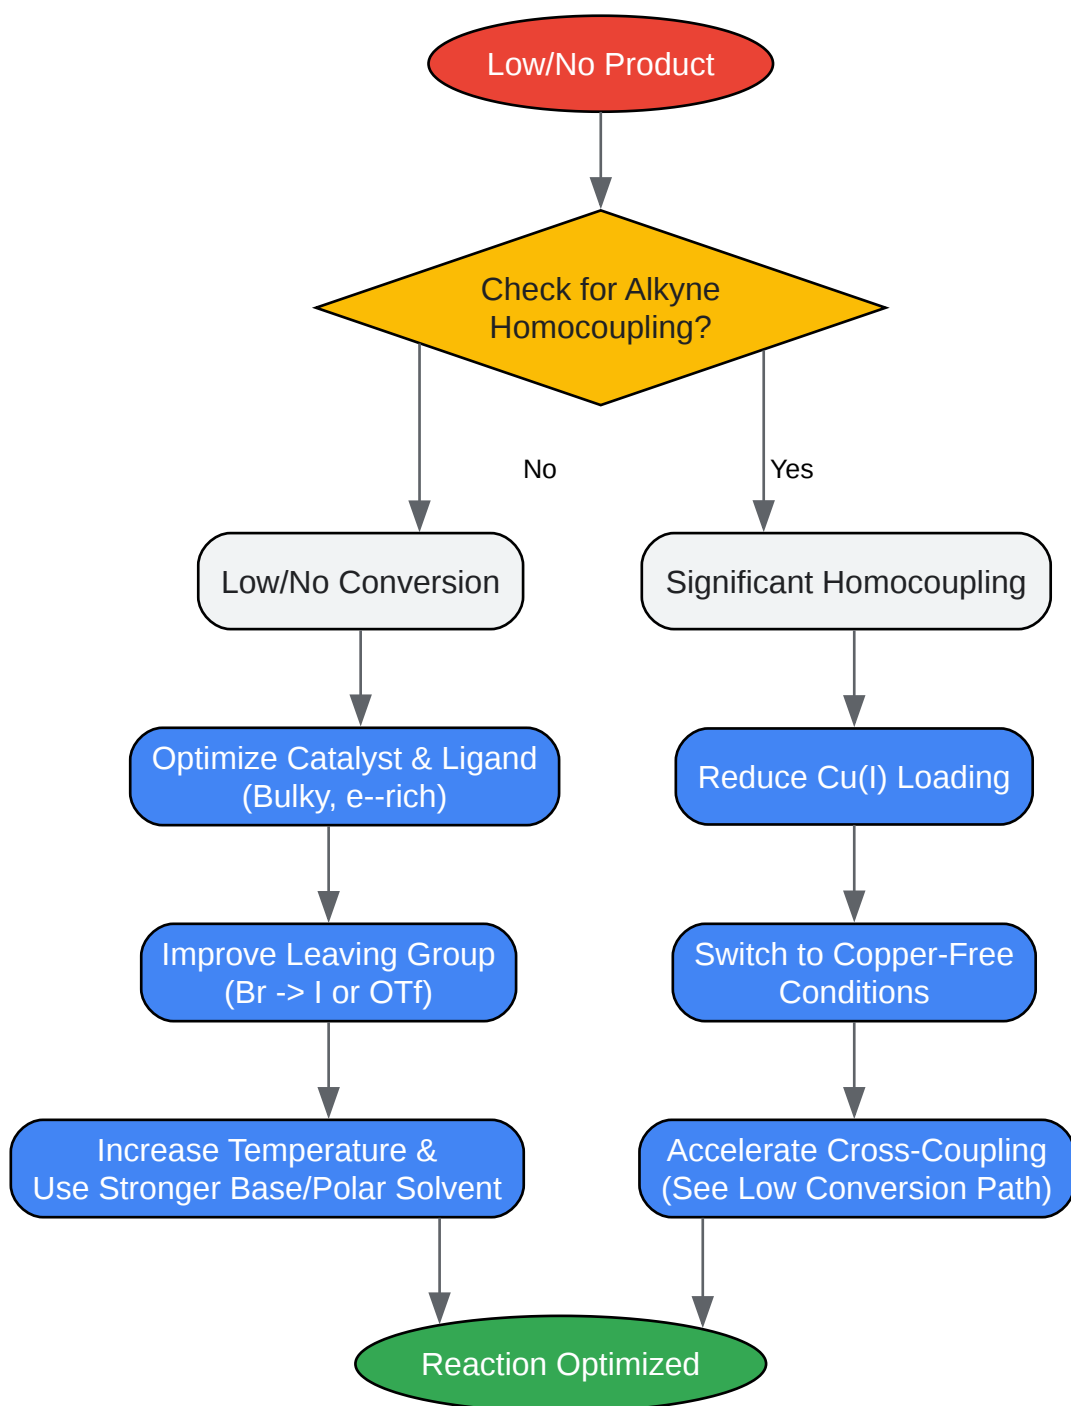 Low/No Product
Check for Alkyne
Homocoupling?
No
Yes
Low/No Conversion
Significant Homocoupling
Optimize Catalyst & Ligand
(Bulky, e--rich)
Reduce Cu(I) Loading
Improve Leaving Group
(Br -> I or OTf)
Switch to Copper-Free
Conditions
Increase Temperature &
Use Stronger Base/Polar Solvent
Accelerate Cross-Coupling
(See Low Conversion Path)
Reaction Optimized